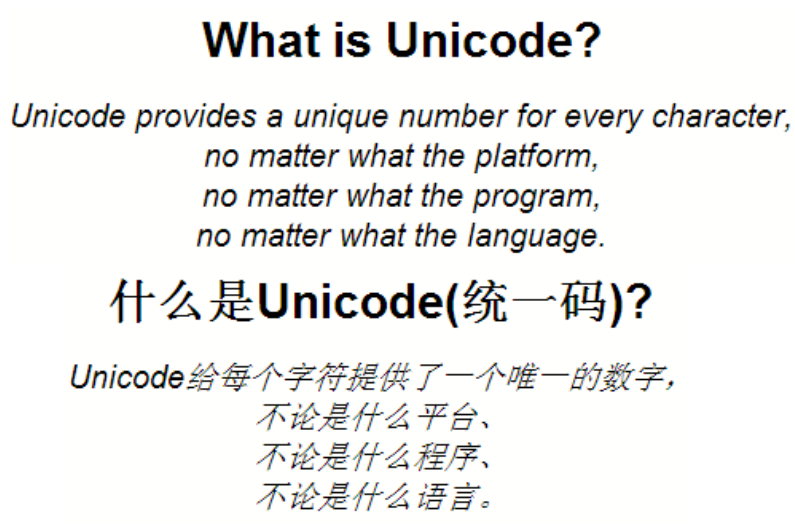 What is Unicode?
Unicode provides a unique number for every character,
no matter what the platform,
no matter what the program,
no matter what the language.
什么是Unicode(统一码)?
Unicode给每个字符提供了一个唯一的数字，
不论是什么平台、
不论是什么程序、
不论是什么语言。